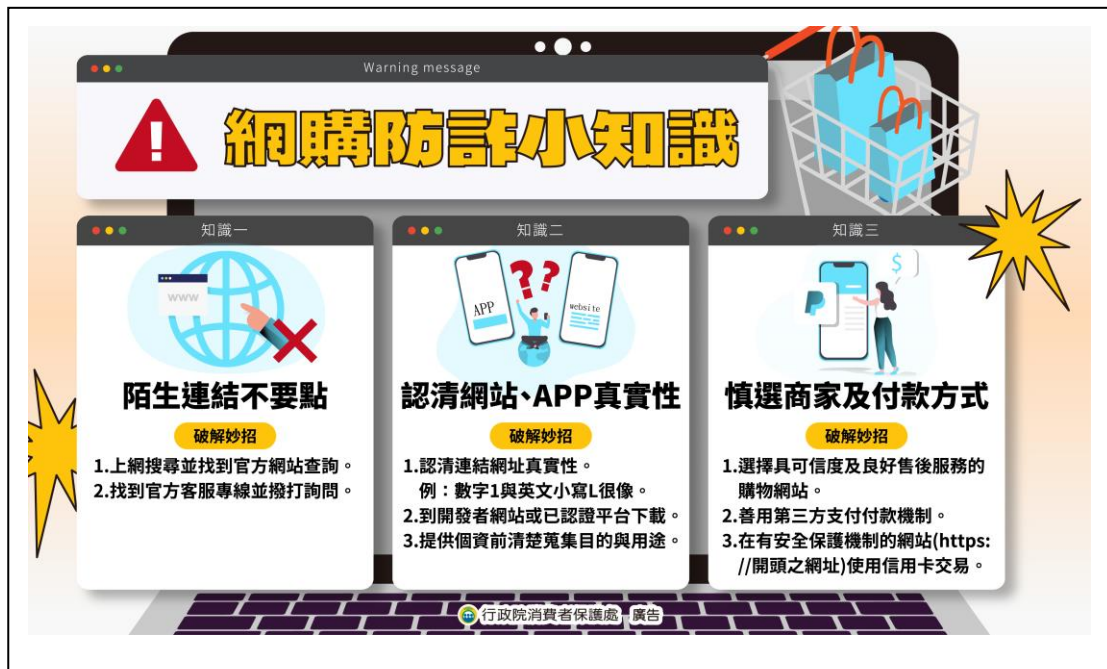 Warning message
網購防詐小知識
知識一
WWW
陌生連結不要點
破解妙招
1.上網搜尋並找到官方網站查詢。
2.找到官方客服專線並撥打詢問。
知識二
APP
??
website
認清網站、APP真實性
破解妙招
1.認清連結網址真實性。
例：數字1與英文小寫L很像。
2.到開發者網站或已認證平台下載。
3.提供個資前清楚蒐集目的與用途。
知識三
$
慎選商家及付款方式
破解妙招
1.選擇具可信度及良好售後服務的
購物網站。
2.善用第三方支付付款機制。
3.在有安全保護機制的網站(https:
//開頭之網址)使用信用卡交易。
行政院消費者保護處 廣告